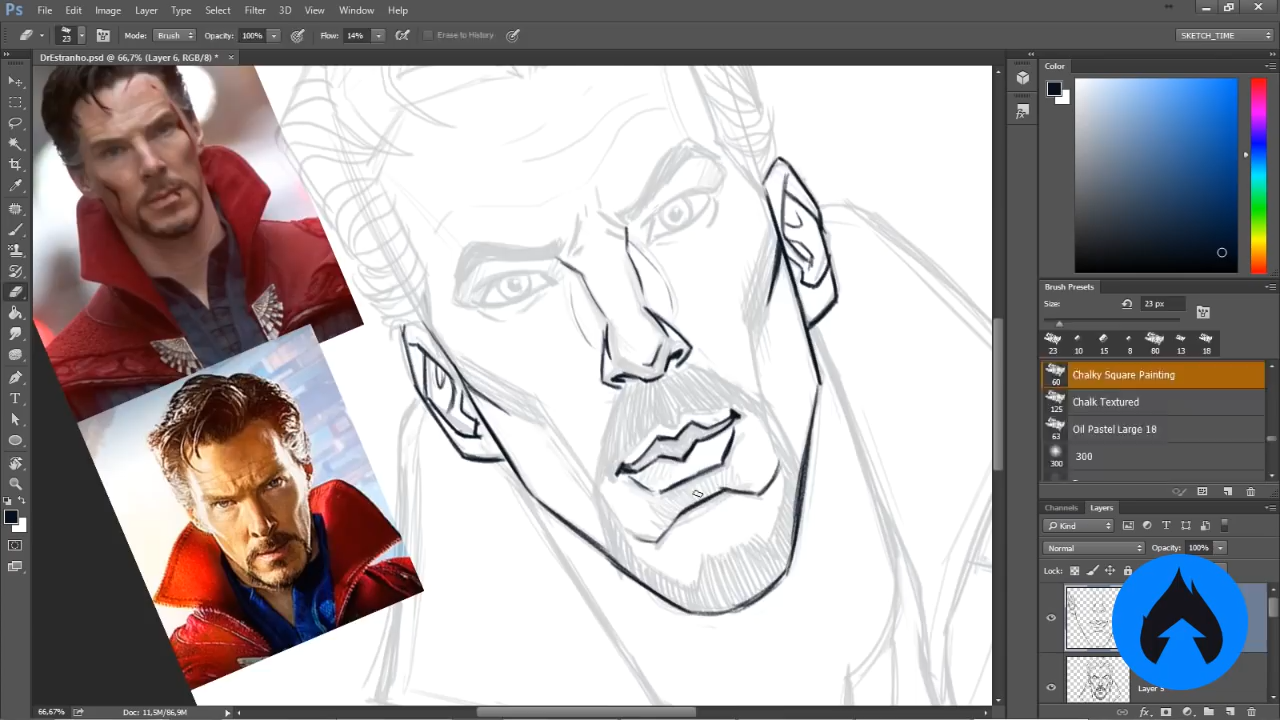 Ps File Edit Image Layer Type Select Filter 3D View Window Help
23 Mode: Brush Opacity: 100% Flow: 14% Erase to History SKETCH_TIME
DrEstranho.psd @ 66,7% (Layer 6, RGB/8) *
Color
Brush Presets
Size: 23 px
23 10 15 8 80 13 18
60 Chalky Square Painting
125 Chalk Textured
63 Oil Pastel Large 18
300 300
Channels Layers
Kind
Normal Opacity: 100%
Lock:
Layer 5
66,67% Doc: 11,5M/86,9M